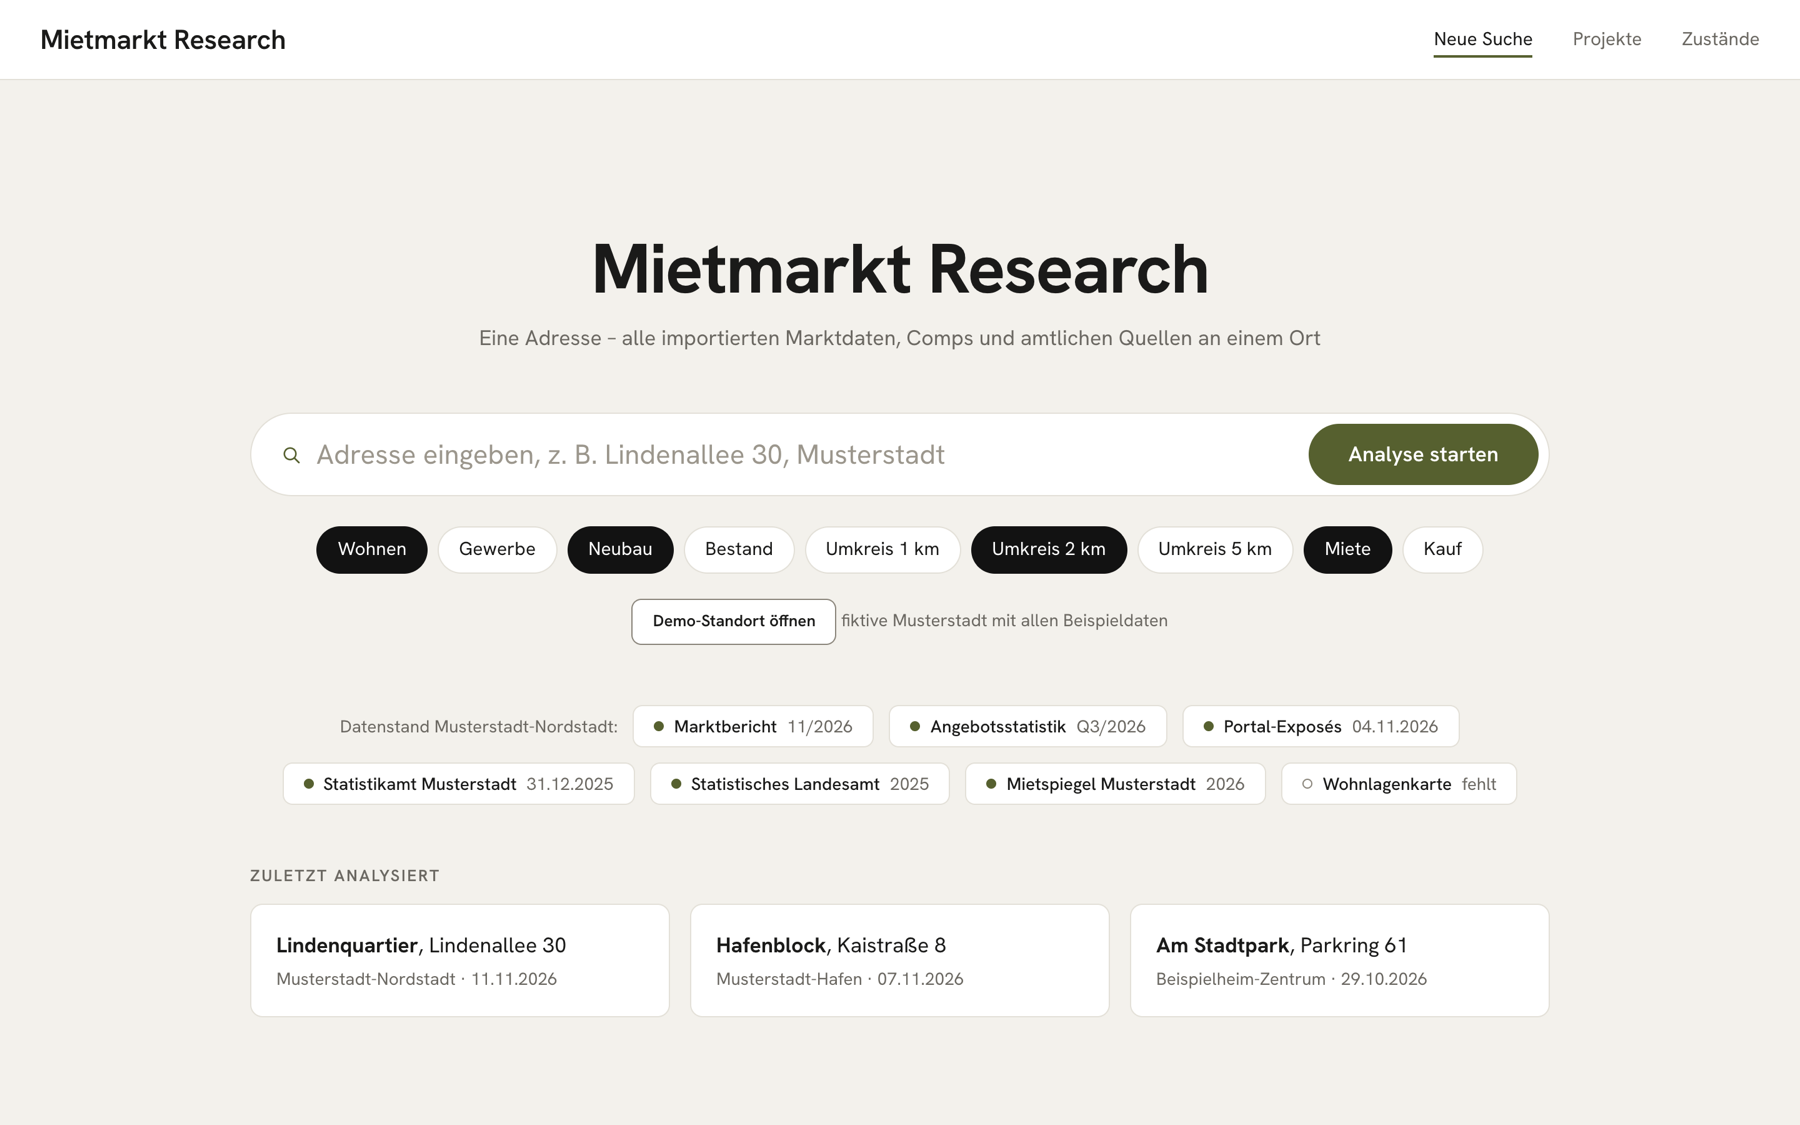 Mietmarkt Research
Neue Suche Projekte Zustände
Mietmarkt Research
Eine Adresse – alle importierten Marktdaten, Comps und amtlichen Quellen an einem Ort
Adresse eingeben, z. B. Lindenallee 30, Musterstadt Analyse starten
Wohnen Gewerbe Neubau Bestand Umkreis 1 km Umkreis 2 km Umkreis 5 km Miete Kauf
Demo-Standort öffnen fiktive Musterstadt mit allen Beispieldaten
Datenstand Musterstadt-Nordstadt: Marktbericht 11/2026 Angebotsstatistik Q3/2026 Portal-Exposés 04.11.2026
Statistikamt Musterstadt 31.12.2025 Statistisches Landesamt 2025 Mietspiegel Musterstadt 2026 Wohnlagenkarte fehlt
ZULETZT ANALYSIERT
Lindenquartier, Lindenallee 30
Musterstadt-Nordstadt · 11.11.2026
Hafenblock, Kaistraße 8
Musterstadt-Hafen · 07.11.2026
Am Stadtpark, Parkring 61
Beispielheim-Zentrum · 29.10.2026